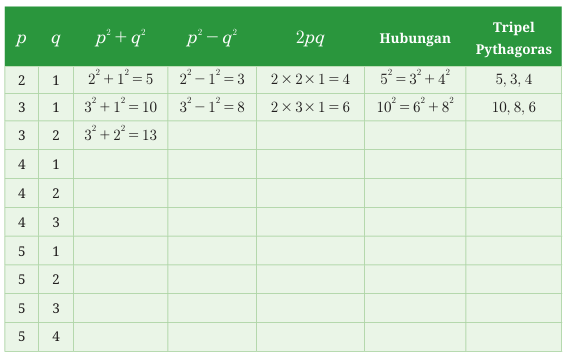 p q p² + q² p² − q² 2pq Hubungan Tripel Pythagoras
2 1 2² + 1² = 5 2² − 1² = 3 2 × 2 × 1 = 4 5² = 3² + 4² 5, 3, 4
3 1 3² + 1² = 10 3² − 1² = 8 2 × 3 × 1 = 6 10² = 6² + 8² 10, 8, 6
3 2 3² + 2² = 13
4 1
4 2
4 3
5 1
5 2
5 3
5 4